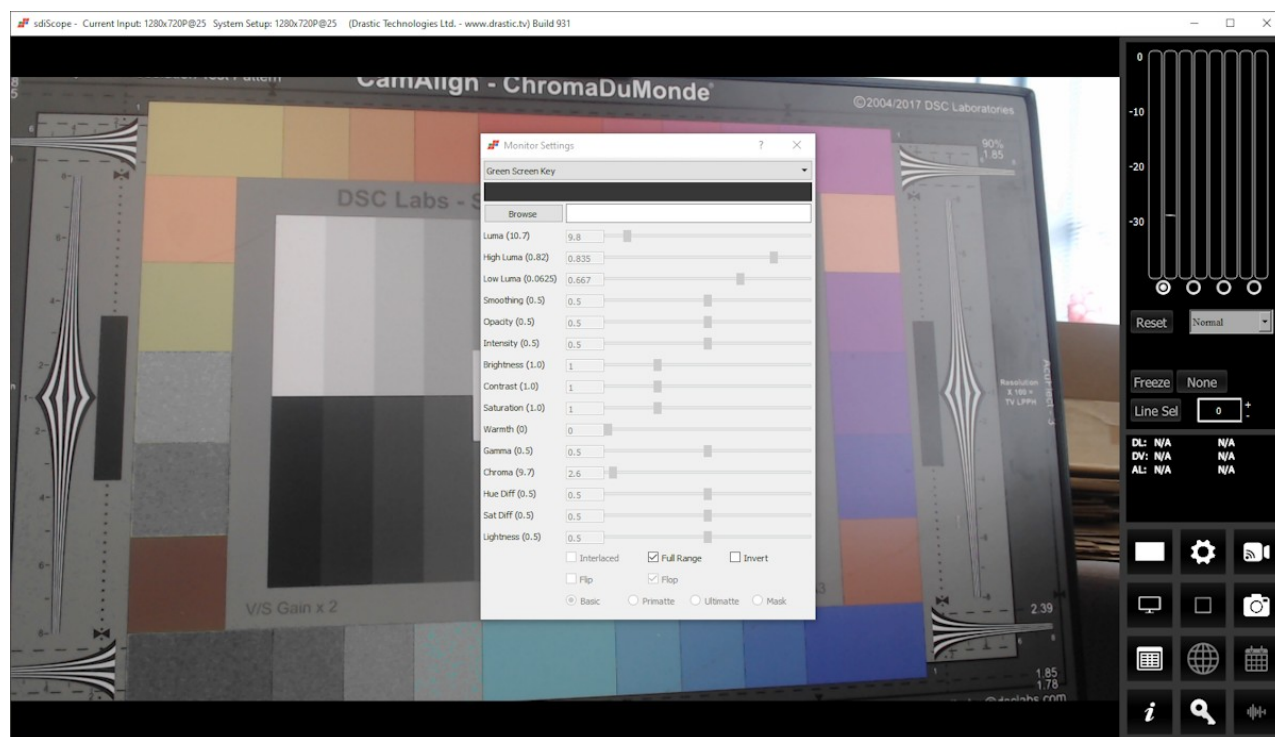 sdiScope - Current Input: 1280x720P@25 System Setup: 1280x720P@25 (Drastic Technologies Ltd. - www.drastic.tv) Build 931
CamAlign - ChromaDuMonde
©2004/2017 DSC Laboratories
90%
1.85
DSC Labs - S
Resolution
X 100 =
TV LPPH
V/S Gain x 2
2.39
1.85
1.78
Monitor Settings
? ×
Green Screen Key
Browse
Luma (10.7) 9.8
High Luma (0.82) 0.835
Low Luma (0.0625) 0.667
Smoothing (0.5) 0.5
Opacity (0.5) 0.5
Intensity (0.5) 0.5
Brightness (1.0) 1
Contrast (1.0) 1
Saturation (1.0) 1
Warmth (0) 0
Gamma (0.5) 0.5
Chroma (9.7) 2.6
Hue Diff (0.5) 0.5
Sat Diff (0.5) 0.5
Lightness (0.5) 0.5
Interlaced Full Range Invert
Flip Flop
Basic Primatte Ultimatte Mask
0
-10
-20
-30
Reset Normal
Freeze None
Line Sel 0 + -
DL: N/A N/A
DV: N/A N/A
AL: N/A N/A